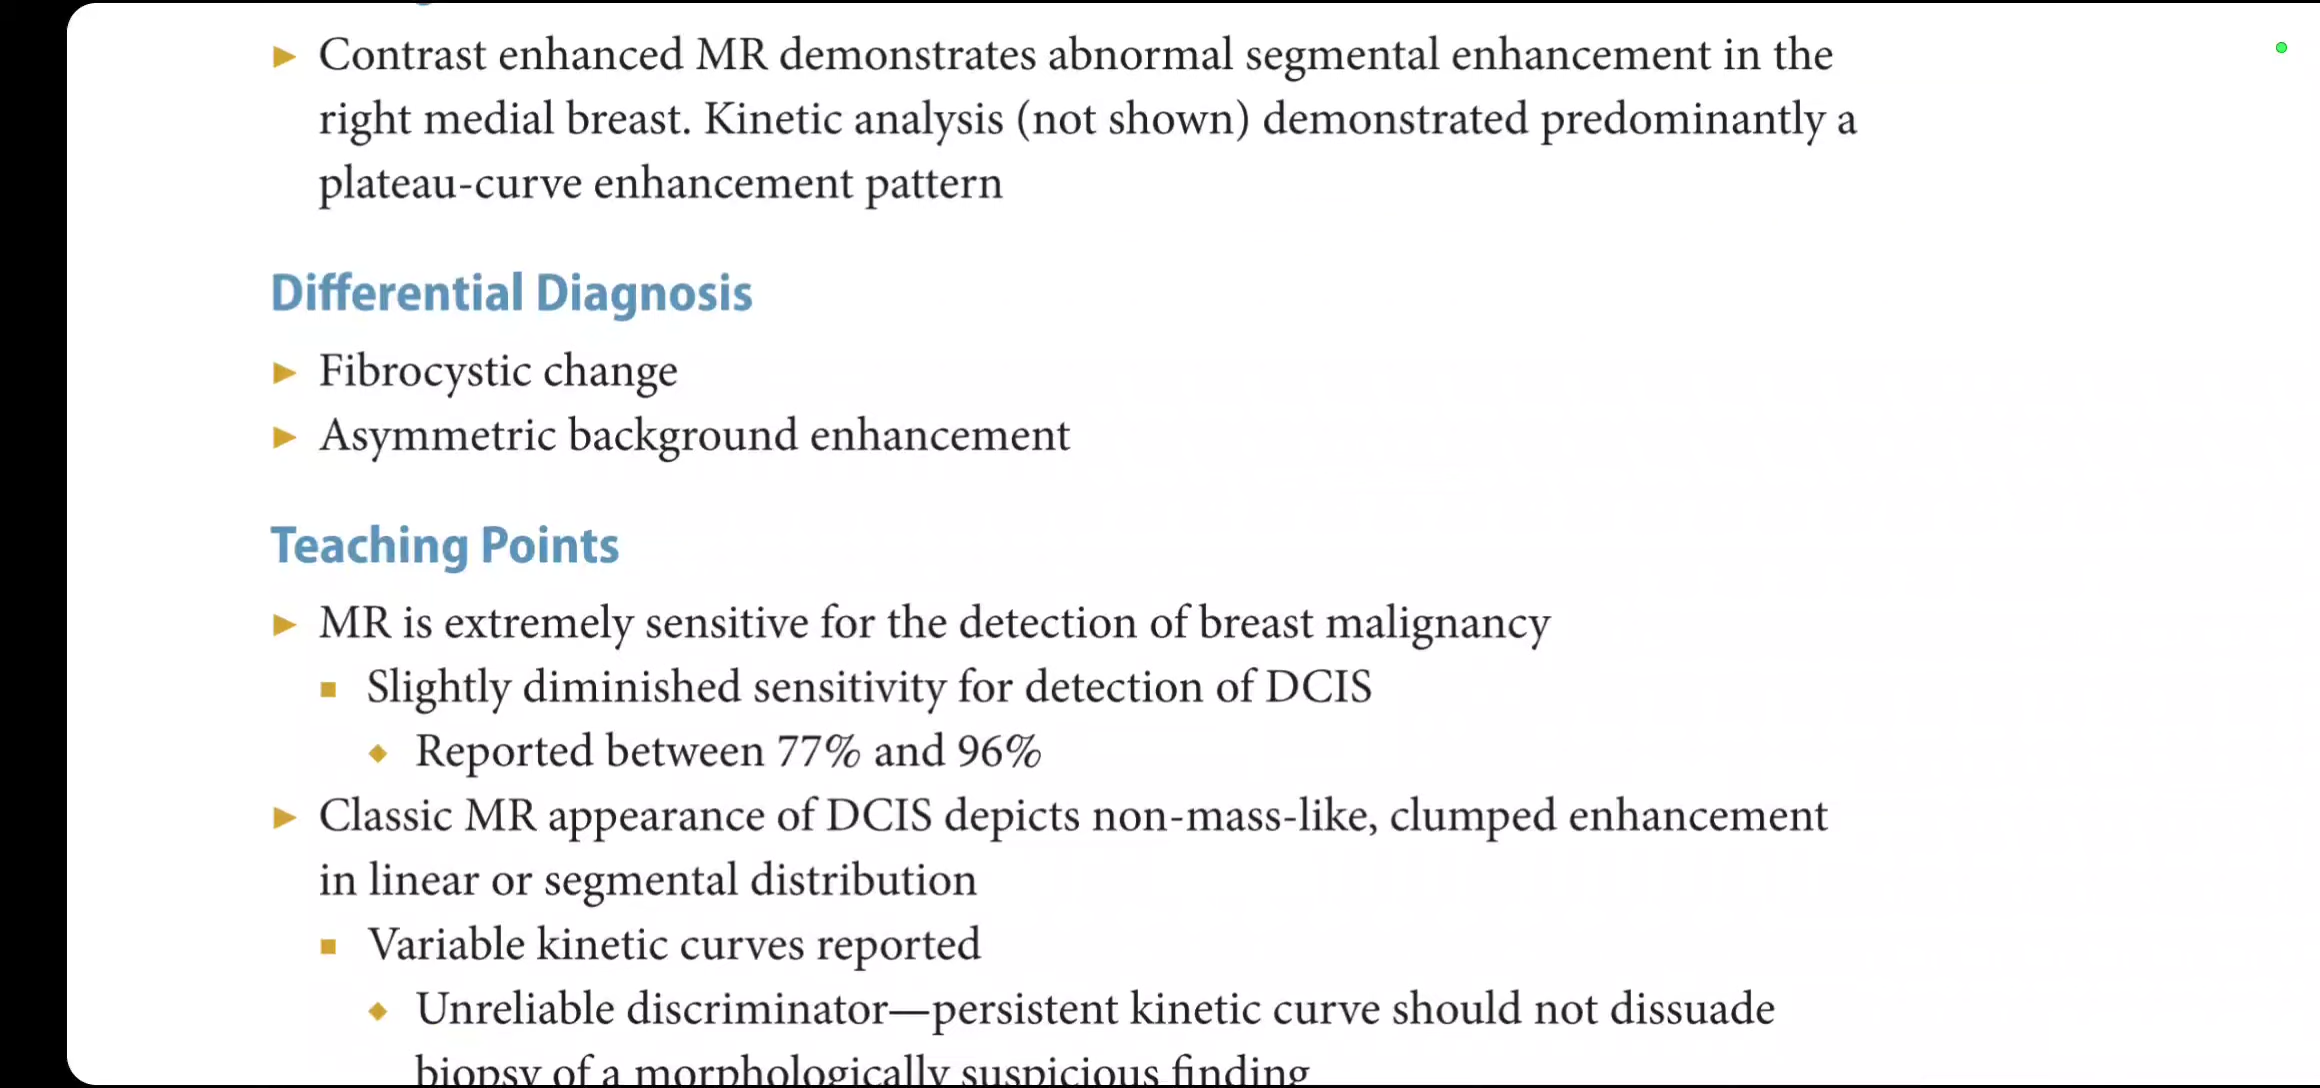 ► Contrast enhanced MR demonstrates abnormal segmental enhancement in the
right medial breast. Kinetic analysis (not shown) demonstrated predominantly a
plateau-curve enhancement pattern
Differential Diagnosis
► Fibrocystic change
► Asymmetric background enhancement
Teaching Points
► MR is extremely sensitive for the detection of breast malignancy
■ Slightly diminished sensitivity for detection of DCIS
◆ Reported between 77% and 96%
► Classic MR appearance of DCIS depicts non-mass-like, clumped enhancement
in linear or segmental distribution
■ Variable kinetic curves reported
◆ Unreliable discriminator—persistent kinetic curve should not dissuade
biopsy of a morphologically suspicious finding